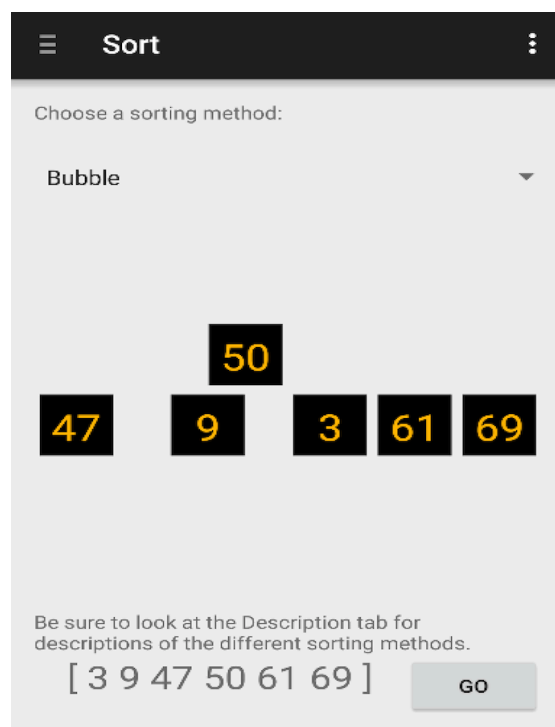 Sort
Choose a sorting method:
Bubble
50
47 9 3 61 69
Be sure to look at the Description tab for
descriptions of the different sorting methods.
[ 3 9 47 50 61 69 ]
GO